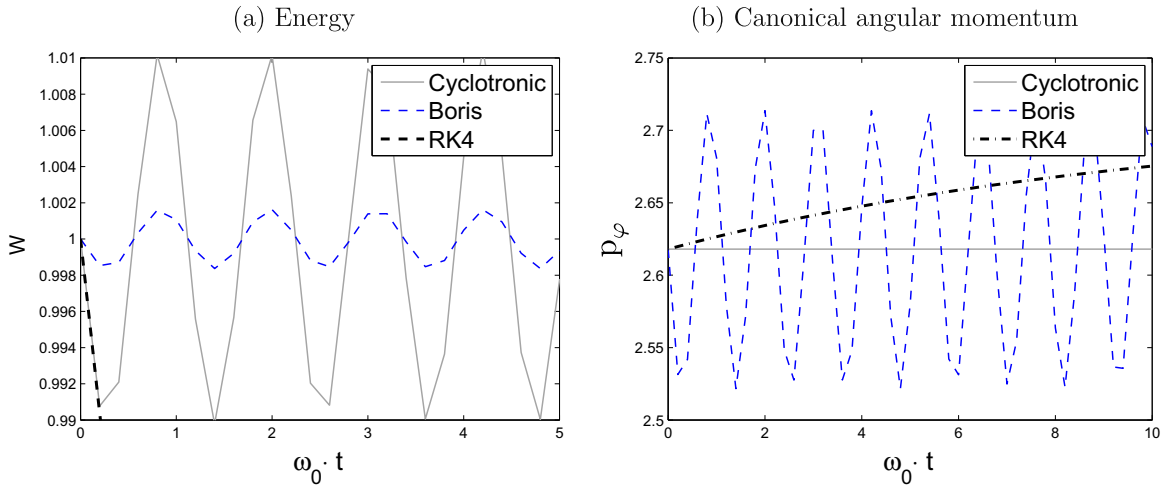 (a) Energy
1.01
1.008
1.006
1.004
1.002
1
0.998
0.996
0.994
0.992
0.99
W
Cyclotronic
Boris
RK4
0 1 2 3 4 5
ω₀· t
(b) Canonical angular momentum
2.75
2.7
2.65
2.6
2.55
2.5
pφ
Cyclotronic
Boris
RK4
0 2 4 6 8 10
ω₀· t